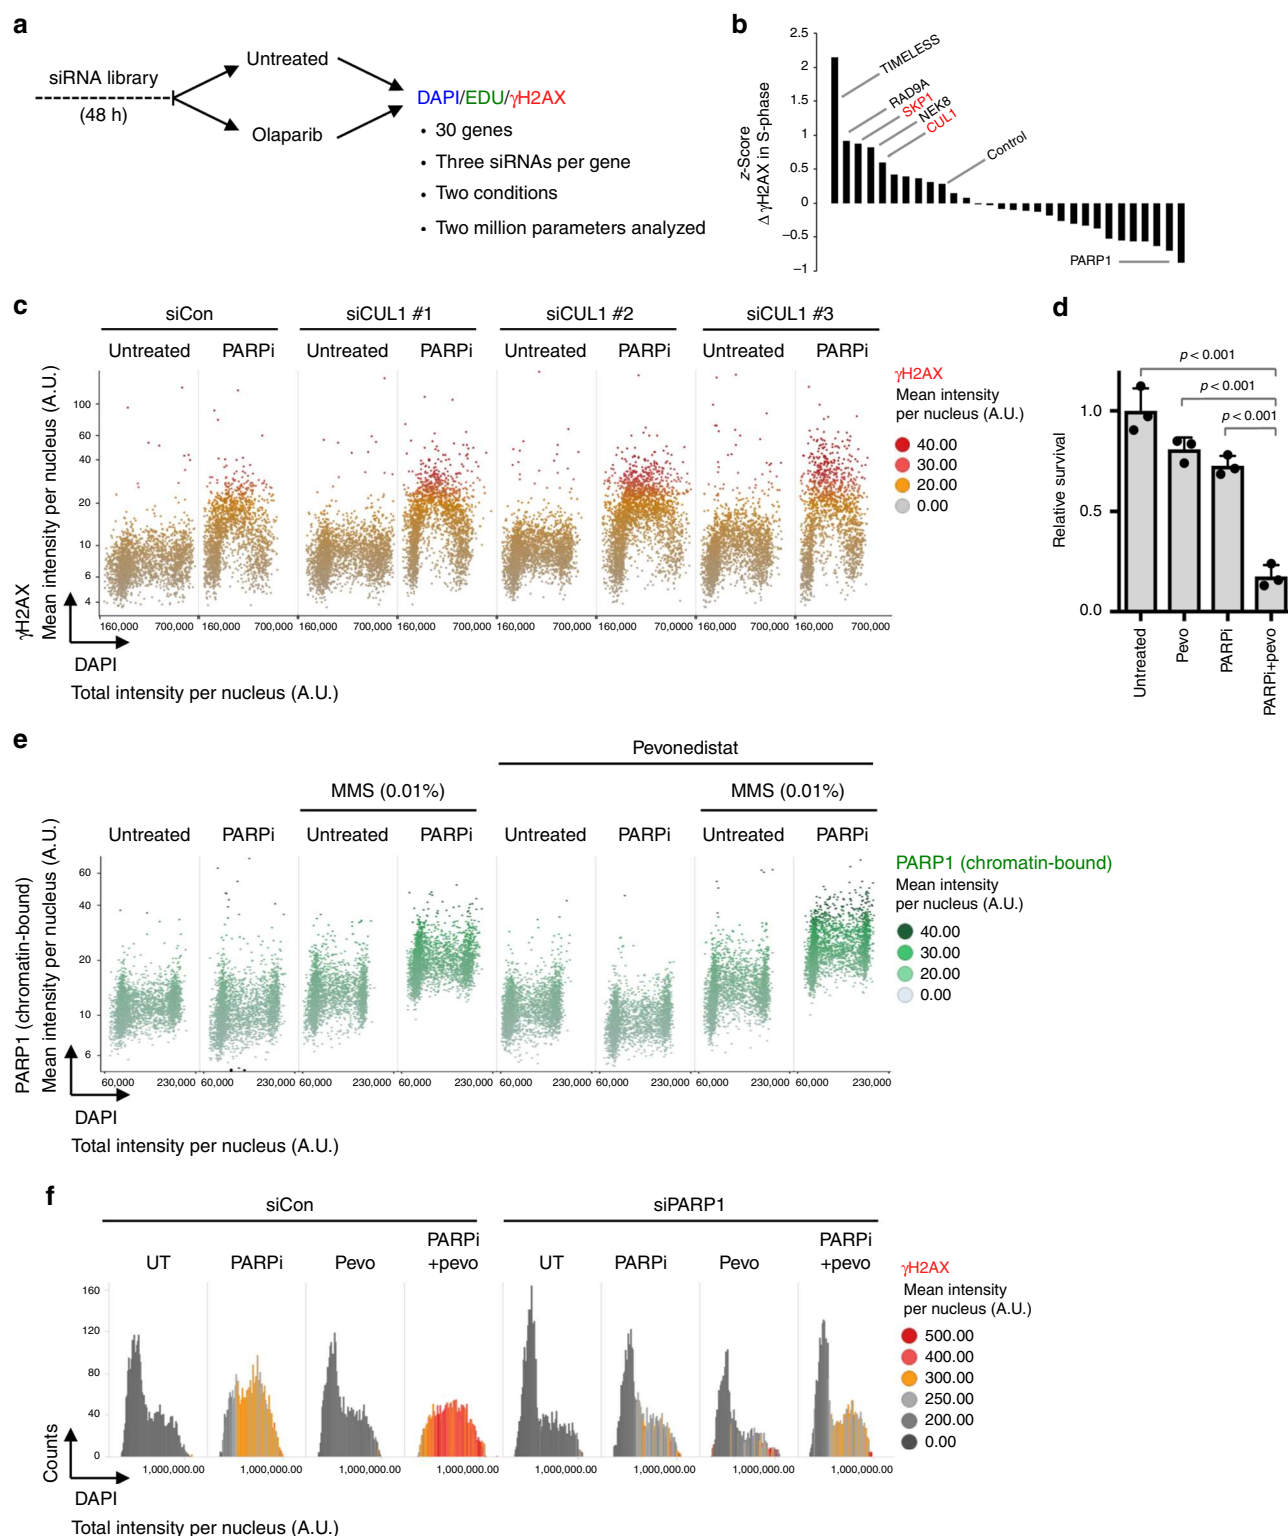 a
siRNA library
(48 h)
Untreated
Olaparib
DAPI/EDU/γH2AX
• 30 genes
• Three siRNAs per gene
• Two conditions
• Two million parameters analyzed
b
z-Score
Δ γH2AX in S-phase
2.5
2
1.5
1
0.5
0
–0.5
–1
TIMELESS
RAD9A
SKP1
NEK8
CUL1
Control
PARP1
c
siCon siCUL1 #1 siCUL1 #2 siCUL1 #3
Untreated PARPi Untreated PARPi Untreated PARPi Untreated PARPi
γH2AX
Mean intensity per nucleus (A.U.)
100
60
40
20
10
6
4
160,000 700,000 160,000 700,000 160,000 700,000 160,000 700,000 160,000 700,000 160,000 70,0000 160,000 700,000 160,000 700,000
DAPI
Total intensity per nucleus (A.U.)
γH2AX
Mean intensity
per nucleus (A.U.)
40.00
30.00
20.00
0.00
d
Relative survival
1.0
0.5
0.0
p < 0.001
p < 0.001
p < 0.001
Untreated
Pevo
PARPi
PARPi+pevo
e
Pevonedistat
MMS (0.01%) MMS (0.01%)
Untreated PARPi Untreated PARPi Untreated PARPi Untreated PARPi
PARP1 (chromatin-bound)
Mean intensity per nucleus (A.U.)
60
40
20
10
6
60,000 230,000 60,000 230,000 60,000 230,000 60,000 230,000 60,000 230,000 60,000 230,000 60,000 230,000 60,000 230,000
DAPI
Total intensity per nucleus (A.U.)
PARP1 (chromatin-bound)
Mean intensity
per nucleus (A.U.)
40.00
30.00
20.00
0.00
f
siCon siPARP1
UT PARPi Pevo PARPi +pevo UT PARPi Pevo PARPi +pevo
Counts
160
120
80
40
0
1,000,000.00 1,000,000.00 1,000,000.00 1,000,000.00 1,000,000.00 1,000,000.00 1,000,000.00 1,000,000.00
DAPI
Total intensity per nucleus (A.U.)
γH2AX
Mean intensity
per nucleus (A.U.)
500.00
400.00
300.00
250.00
200.00
0.00